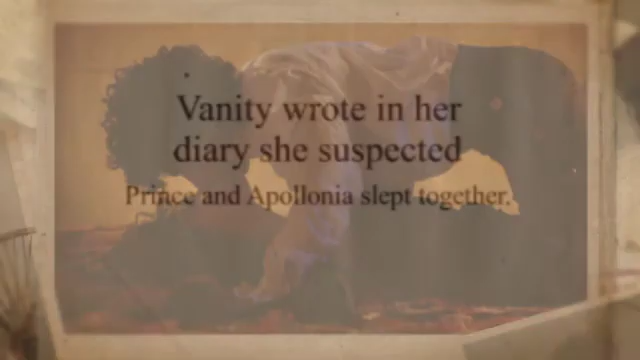 Vanity wrote in her
diary she suspected
Prince and Apollonia slept together.